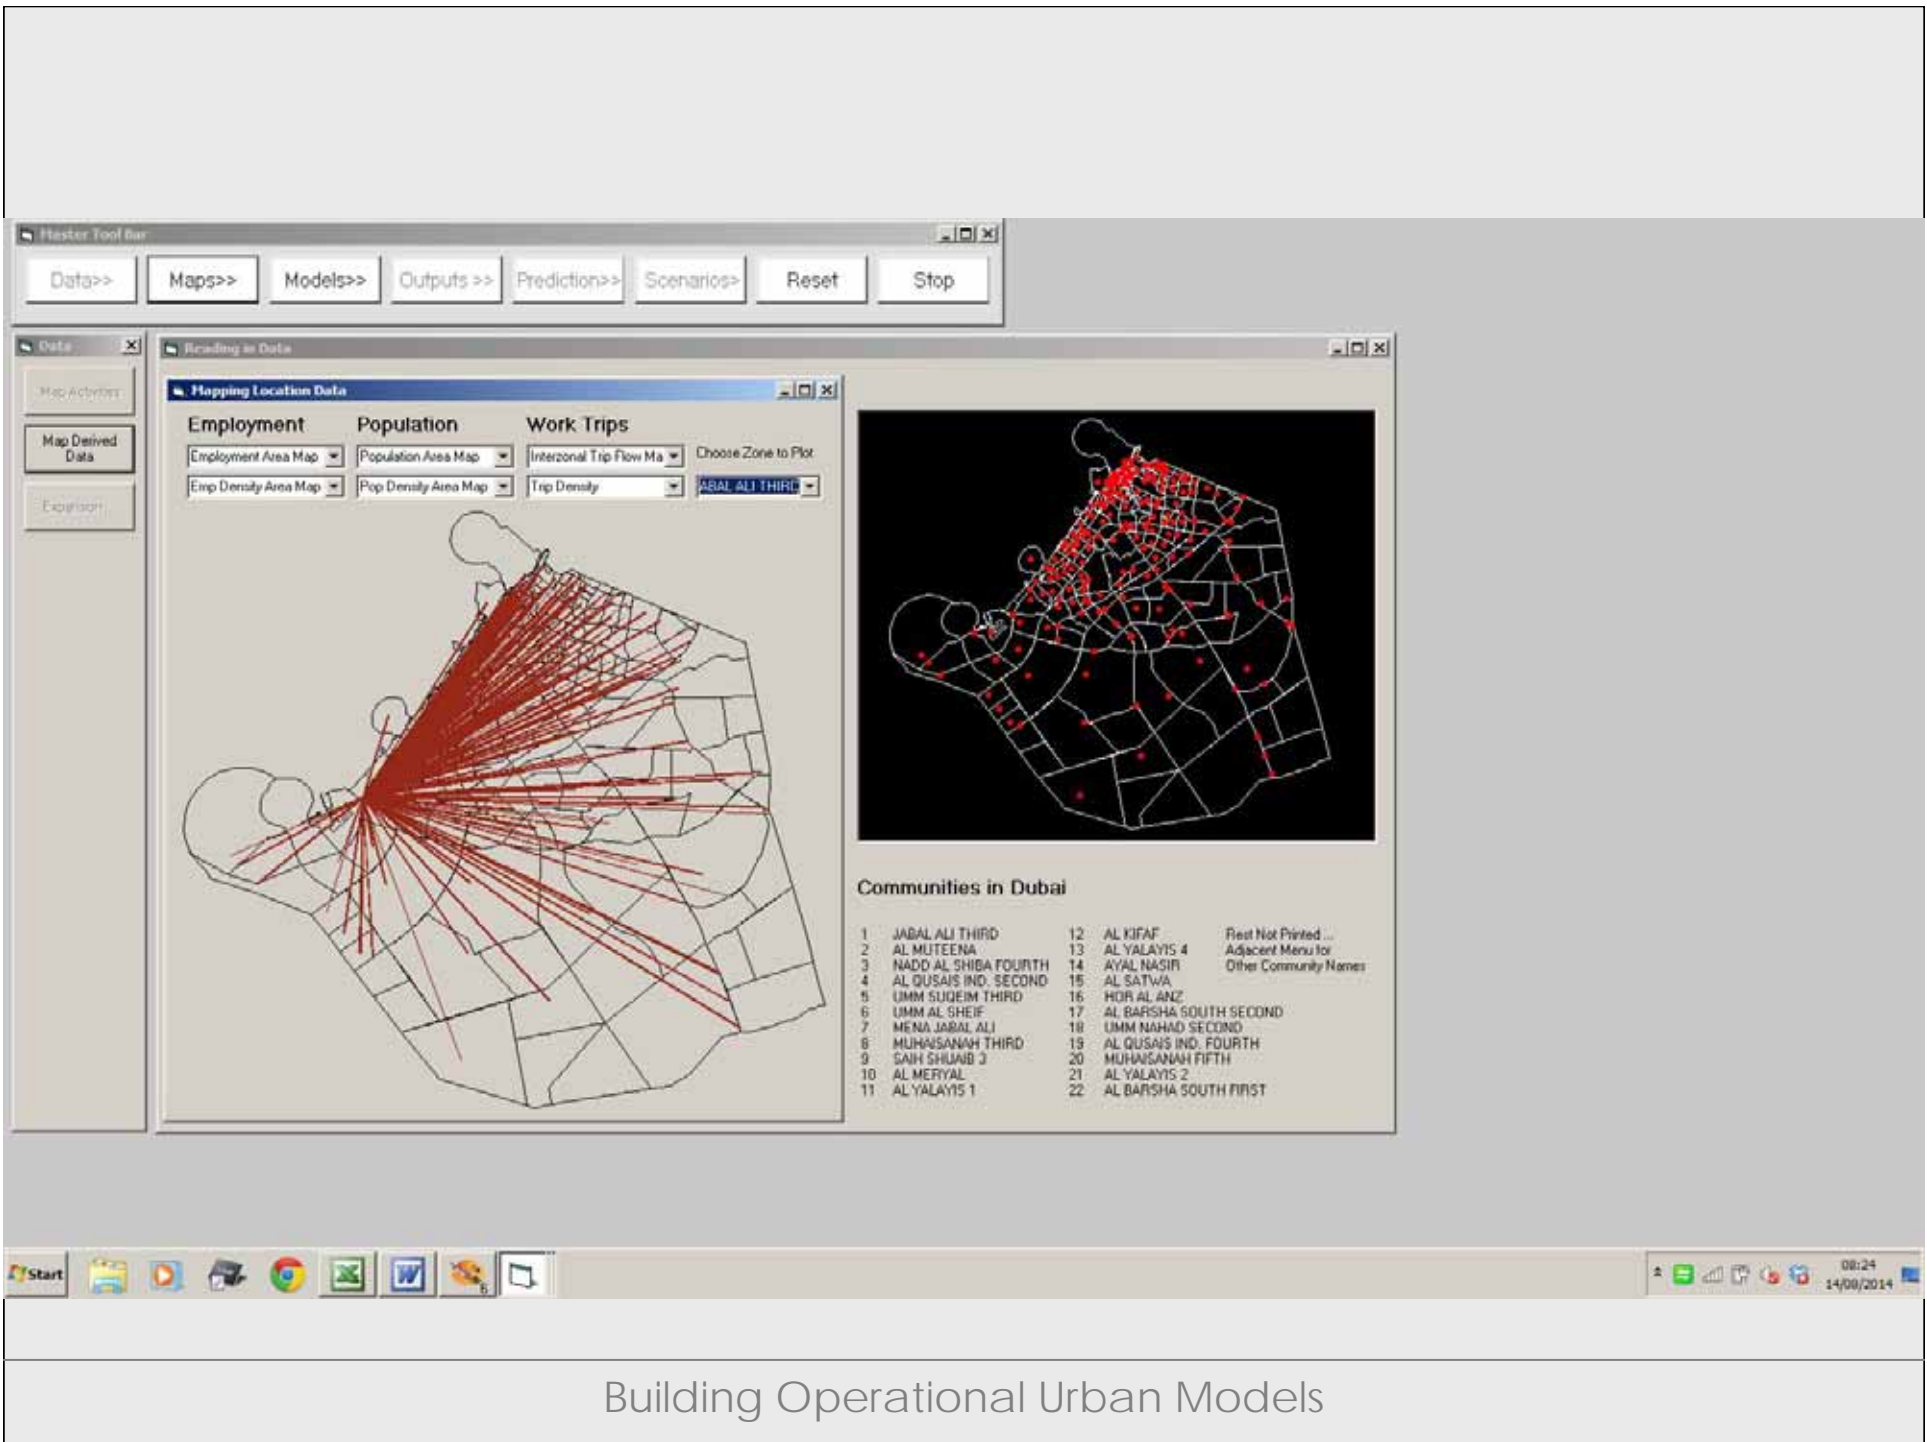 Master Tool Bar
Data>> Maps>> Models>> Outputs >> Prediction>> Scenarios> Reset Stop
Data
Reading in Data
Map Activities
Map Derived
Data
Mapping Location Data
Employment Population Work Trips
Employment Area Map Population Area Map Interzonal Trip Flow Ma Choose Zone to Plot
Emp Density Area Map Pop Density Area Map Trip Density ABAL ALI THIRD
Communities in Dubai
1 JABAL ALI THIRD 12 AL KIFAF Rest Not Printed ...
2 AL MUTEENA 13 AL YALAYIS 4 Adjacent Menu for
3 NADD AL SHIBA FOURTH 14 AYAL NASIR Other Community Names
4 AL QUSAIS IND. SECOND 15 AL SATWA
5 UMM SUQEIM THIRD 16 HOR AL ANZ
6 UMM AL SHEIF 17 AL BARSHA SOUTH SECOND
7 MENA JABAL ALI 18 UMM NAHAD SECOND
8 MUHAISANAH THIRD 19 AL QUSAIS IND. FOURTH
9 SAIH SHUAIB 3 20 MUHAISANAH FIFTH
10 AL MERYAL 21 AL YALAYIS 2
11 AL YALAYIS 1 22 AL BARSHA SOUTH FIRST
Start
6
08:24
14/08/2014
Building Operational Urban Models